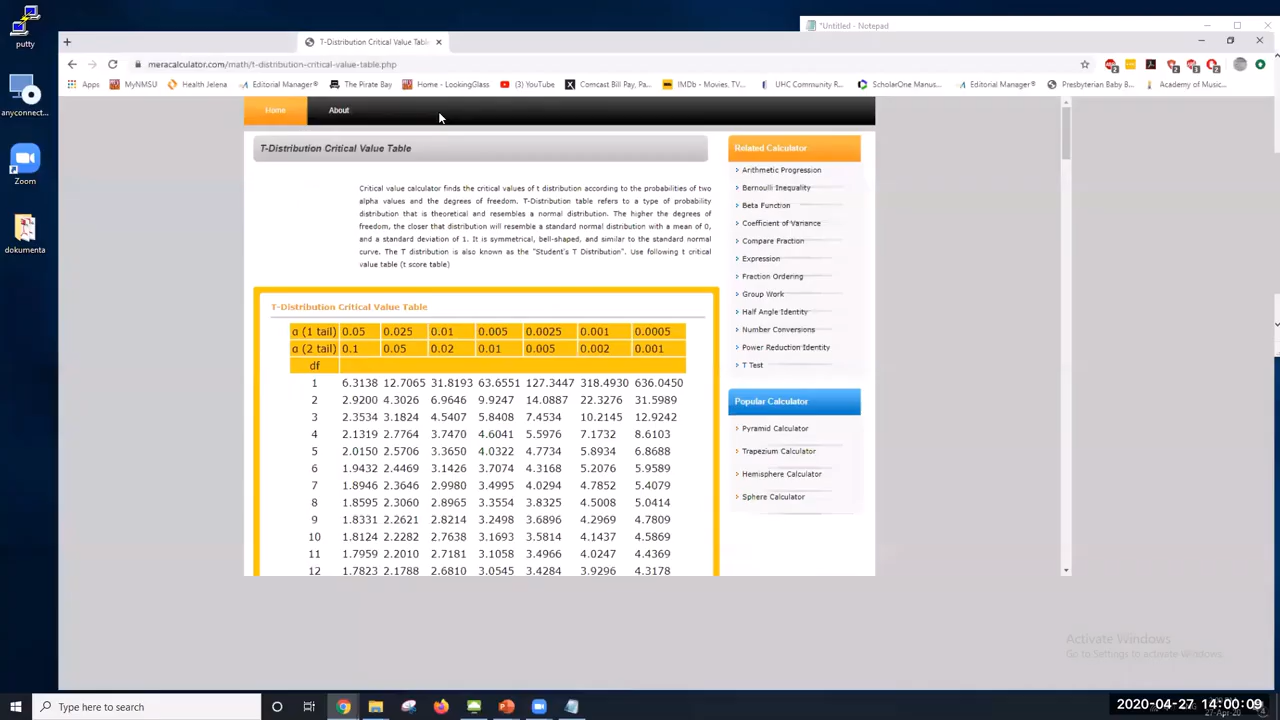 putty
anyconnect...
Zoom
dokumenta
*Untitled - Notepad
T-Distribution Critical Value Table
meracalculator.com/math/t-distribution-critical-value-table.php
Apps MyNMSU Health Jelena Editorial Manager® The Pirate Bay Home - LookingGlass (3) YouTube Comcast Bill Pay, Pa... IMDb - Movies, TV... UHC Community R... ScholarOne Manus... Editorial Manager® Presbyterian Baby B... Academy of Music...
Home About
T-Distribution Critical Value Table
Critical value calculator finds the critical values of t distribution according to the probabilities of two
alpha values and the degrees of freedom. T-Distribution table refers to a type of probability
distribution that is theoretical and resembles a normal distribution. The higher the degrees of
freedom, the closer that distribution will resemble a standard normal distribution with a mean of 0,
and a standard deviation of 1. It is symmetrical, bell-shaped, and similar to the standard normal
curve. The T distribution is also known as the "Student's T Distribution". Use following t critical
value table (t score table)
T-Distribution Critical Value Table
α (1 tail) 0.05 0.025 0.01 0.005 0.0025 0.001 0.0005
α (2 tail) 0.1 0.05 0.02 0.01 0.005 0.002 0.001
df
1 6.3138 12.7065 31.8193 63.6551 127.3447 318.4930 636.0450
2 2.9200 4.3026 6.9646 9.9247 14.0887 22.3276 31.5989
3 2.3534 3.1824 4.5407 5.8408 7.4534 10.2145 12.9242
4 2.1319 2.7764 3.7470 4.6041 5.5976 7.1732 8.6103
5 2.0150 2.5706 3.3650 4.0322 4.7734 5.8934 6.8688
6 1.9432 2.4469 3.1426 3.7074 4.3168 5.2076 5.9589
7 1.8946 2.3646 2.9980 3.4995 4.0294 4.7852 5.4079
8 1.8595 2.3060 2.8965 3.3554 3.8325 4.5008 5.0414
9 1.8331 2.2621 2.8214 3.2498 3.6896 4.2969 4.7809
10 1.8124 2.2282 2.7638 3.1693 3.5814 4.1437 4.5869
11 1.7959 2.2010 2.7181 3.1058 3.4966 4.0247 4.4369
12 1.7823 2.1788 2.6810 3.0545 3.4284 3.9296 4.3178
Related Calculator
Arithmetic Progression
Bernoulli Inequality
Beta Function
Coefficient of Variance
Compare Fraction
Expression
Fraction Ordering
Group Work
Half Angle Identity
Number Conversions
Power Reduction Identity
T Test
Popular Calculator
Pyramid Calculator
Trapezium Calculator
Hemisphere Calculator
Sphere Calculator
Activate Windows
Go to Settings to activate Windows.
Type here to search
2020-04-27 14:00:09